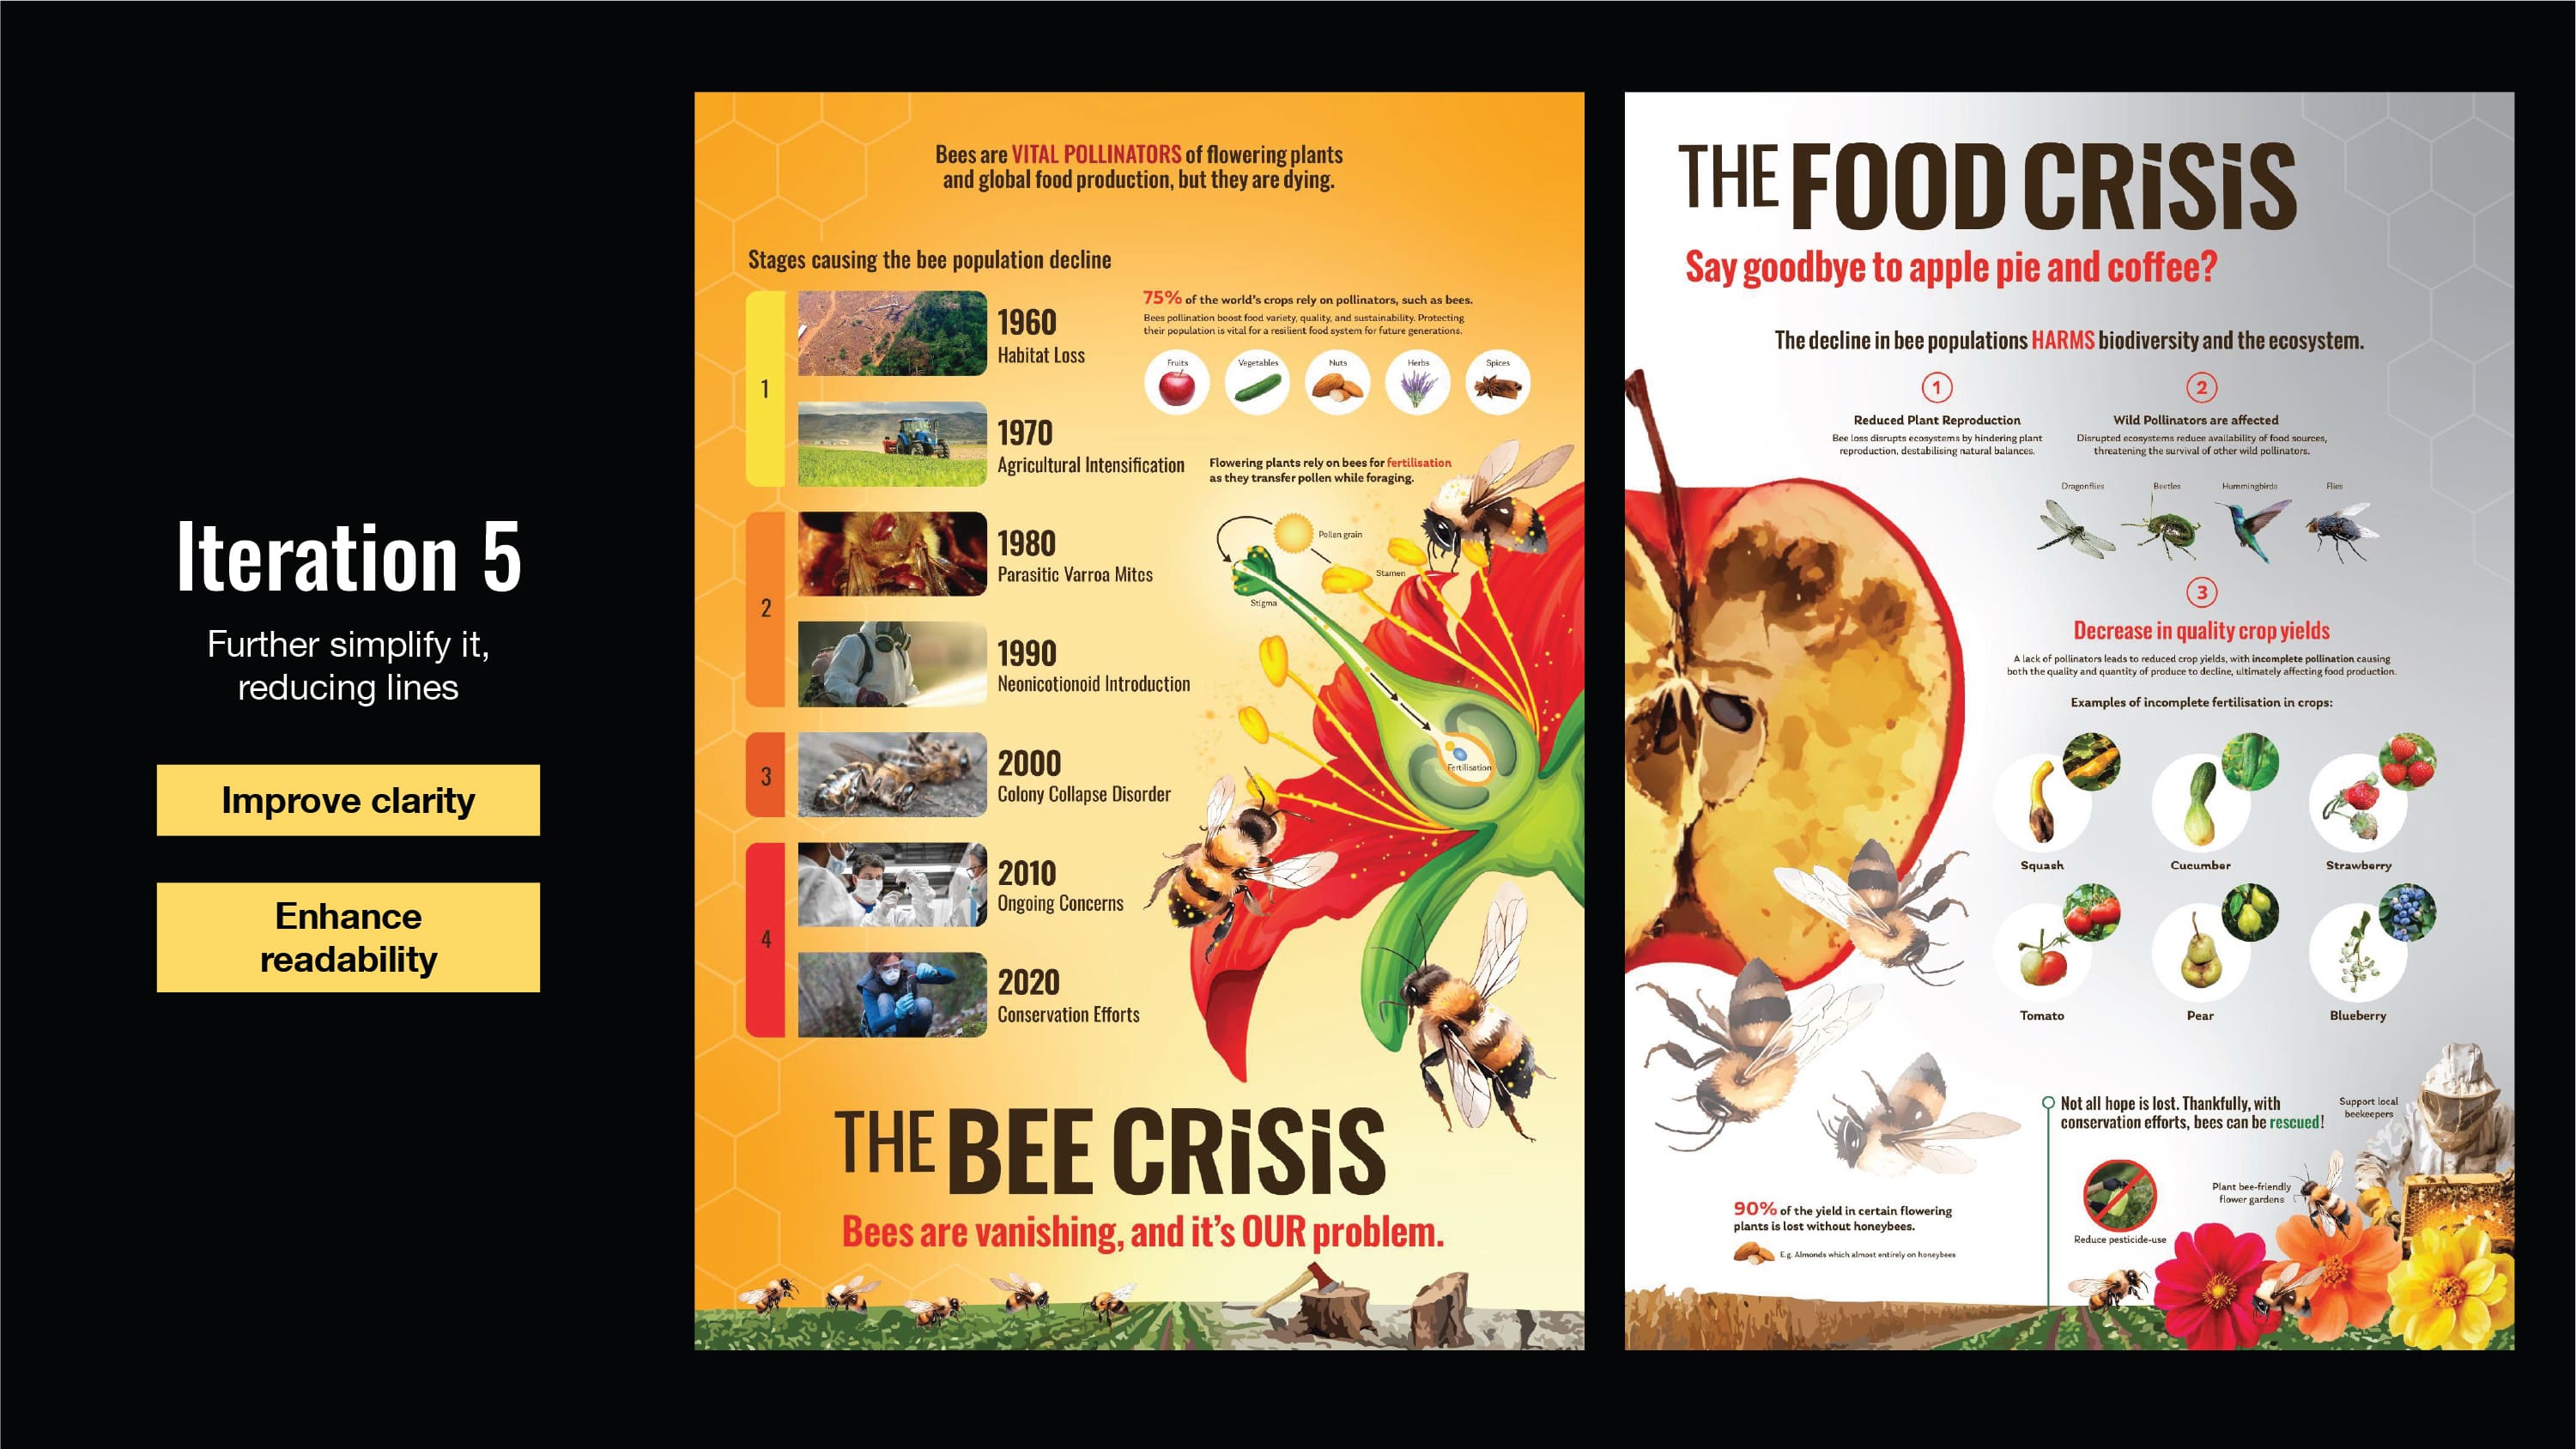 Iteration 5
Further simplify it,
reducing lines
Improve clarity
Enhance
readability
Bees are VITAL POLLINATORS of flowering plants
and global food production, but they are dying.
Stages causing the bee population decline
1
1960
Habitat Loss
1970
Agricultural Intensification
2
1980
Parasitic Varroa Mites
1990
Neonicotionoid Introduction
3
2000
Colony Collapse Disorder
4
2010
Ongoing Concerns
2020
Conservation Efforts
75% of the world's crops rely on pollinators, such as bees.
Bees pollination boost food variety, quality, and sustainability. Protecting
their population is vital for a resilient food system for future generations.
Fruits
Vegetables
Nuts
Herbs
Spices
Flowering plants rely on bees for fertilisation
as they transfer pollen while foraging.
Pollen grain
Stamen
Stigma
Fertilisation
THE BEE CRiSiS
Bees are vanishing, and it's OUR problem.
THE FOOD CRiSiS
Say goodbye to apple pie and coffee?
The decline in bee populations HARMS biodiversity and the ecosystem.
1
Reduced Plant Reproduction
Bee loss disrupts ecosystems by hindering plant
reproduction, destabilising natural balances.
2
Wild Pollinators are affected
Disrupted ecosystems reduce availability of food sources,
threatening the survival of other wild pollinators.
Dragonflies
Beetles
Hummingbirds
Flies
3
Decrease in quality crop yields
A lack of pollinators leads to reduced crop yields, with incomplete pollination causing
both the quality and quantity of produce to decline, ultimately affecting food production.
Examples of incomplete fertilisation in crops:
Squash
Cucumber
Strawberry
Tomato
Pear
Blueberry
90% of the yield in certain flowering
plants is lost without honeybees.
E.g. Almonds which almost entirely on honeybees
Not all hope is lost. Thankfully, with
conservation efforts, bees can be rescued!
Support local
beekeepers
Plant bee-friendly
flower gardens
Reduce pesticide-use